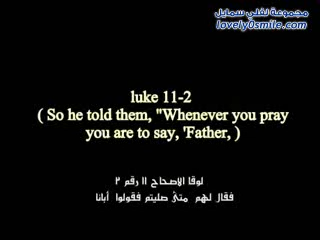 مجموعة لفلي سمايل
lovely0smile.com
luke 11-2
( So he told them, "Whenever you pray
you are to say, 'Father, )
لوقا الاصحاح ١١ رقم ٢
فقال لهم متىَ صليتم فقولوا أبانا